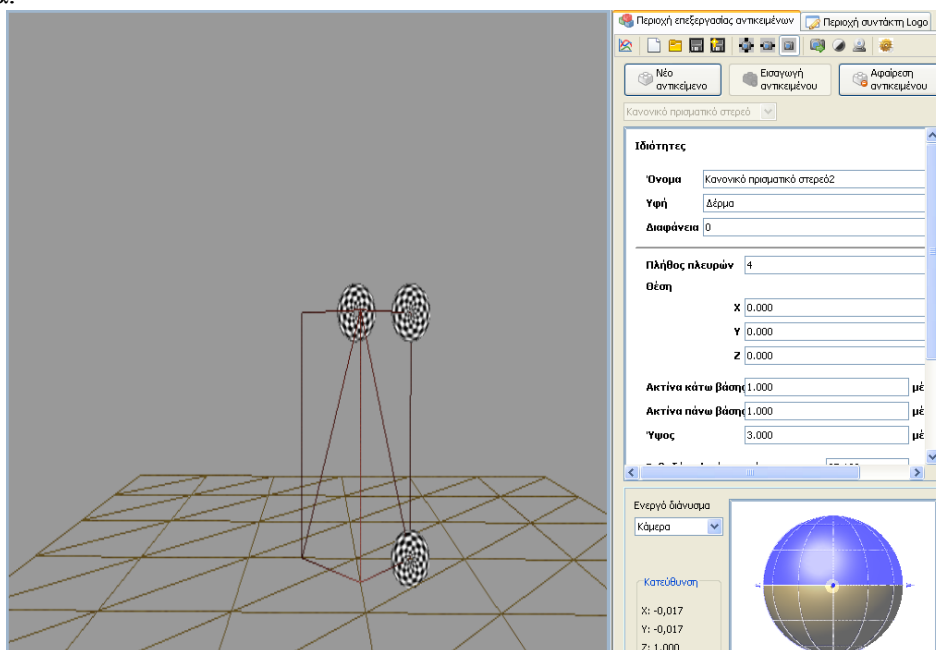 α.
Περιοχή επεξεργασίας αντικειμένων
Περιοχή συντάκτη Logo
Νέο αντικείμενο
Εισαγωγή αντικειμένου
Αφαίρεση αντικειμένου
Κανονικό πρισματικό στερεό
Ιδιότητες
Όνομα Κανονικό πρισματικό στερεό2
Υφή Δέρμα
Διαφάνεια 0
Πλήθος πλευρών 4
Θέση
X 0.000
Y 0.000
Z 0.000
Ακτίνα κάτω βάσης 1.000 μέ
Ακτίνα πάνω βάσης 1.000 μέ
Ύψος 3.000 μέ
Ενεργό διάνυσμα
Κάμερα
Κατεύθυνση
X: -0,017
Y: -0,017
Z: 1,000